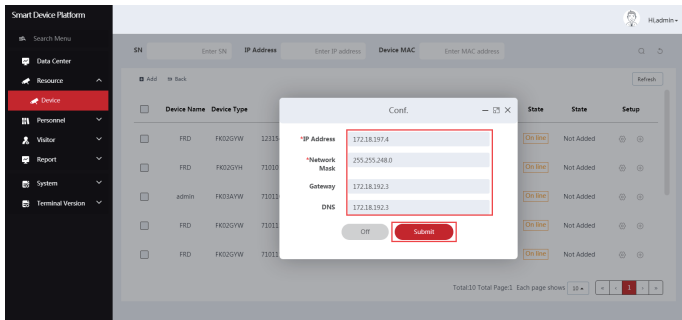 Smart Device Platform
Hi,admin
Search Menu
SN Enter SN IP Address Enter IP address Device MAC Enter MAC address
Data Center
Resource
Add Back Refresh
Device
Device Name Device Type State State Setup
Personnel
Visitor
Report
System
Terminal Version
FRD FK02GYW 12315 On line Not Added
FRD FK02GYH 71010 On line Not Added
admin FK03AYW 71011 On line Not Added
FRD FK02GYW 71011 On line Not Added
FRD FK02GYW 71011 On line Not Added
Conf.
*IP Address 172.18.197.4
*Network Mask 255.255.248.0
Gateway 172.18.192.3
DNS 172.18.192.3
Off Submit
Total:10 Total Page:1 Each page shows 10 « ‹ 1 › »